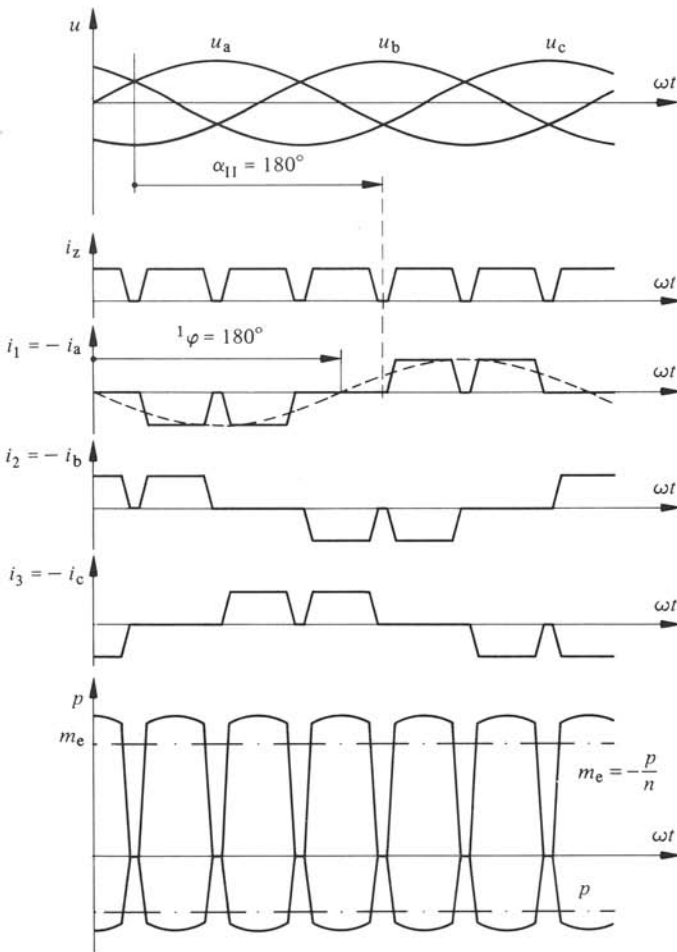 u
u_a
u_b
u_c
ωt
α_II = 180°
i_z
ωt
i_1 = − i_a
¹φ = 180°
ωt
i_2 = − i_b
ωt
i_3 = − i_c
ωt
p
m_e
m_e = − p/n
ωt
p